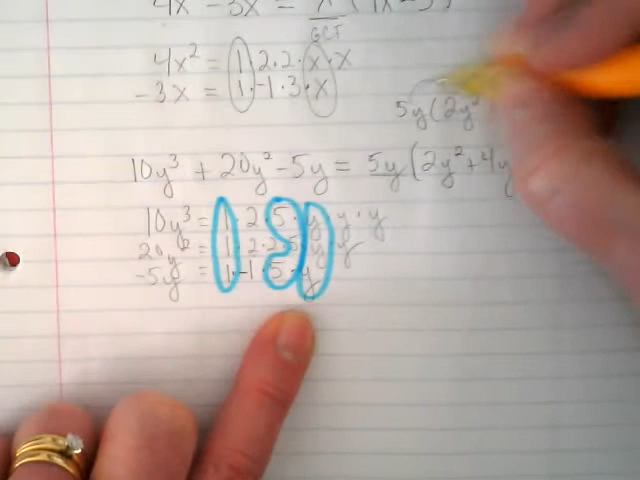 4x² - 3x = x (4x - 3)
GCF
4x² = 1·2·2·x·x
-3x = 1·-1·3·x
5y(2y²
10y³ + 20y² - 5y = 5y(2y²+4y
10y³ = 1·2·5·y·y·y
20y² = 1·2·2·5·y·y
-5y = 1·-1·5·y